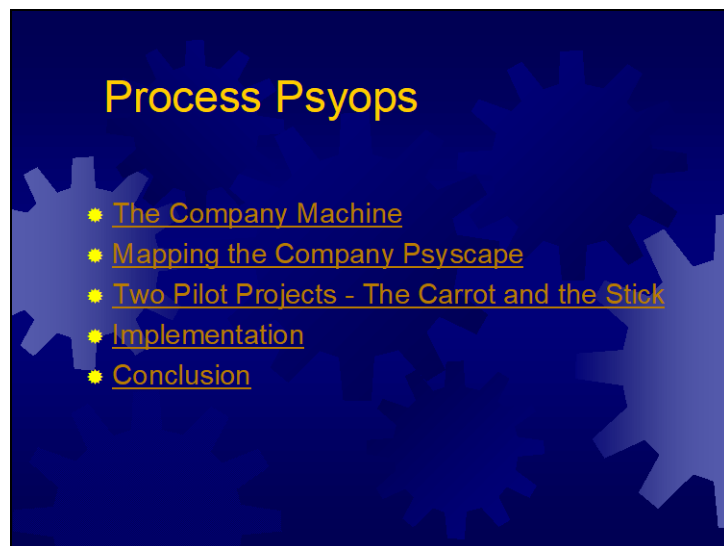 Process Psyops
The Company Machine
Mapping the Company Psyscape
Two Pilot Projects - The Carrot and the Stick
Implementation
Conclusion